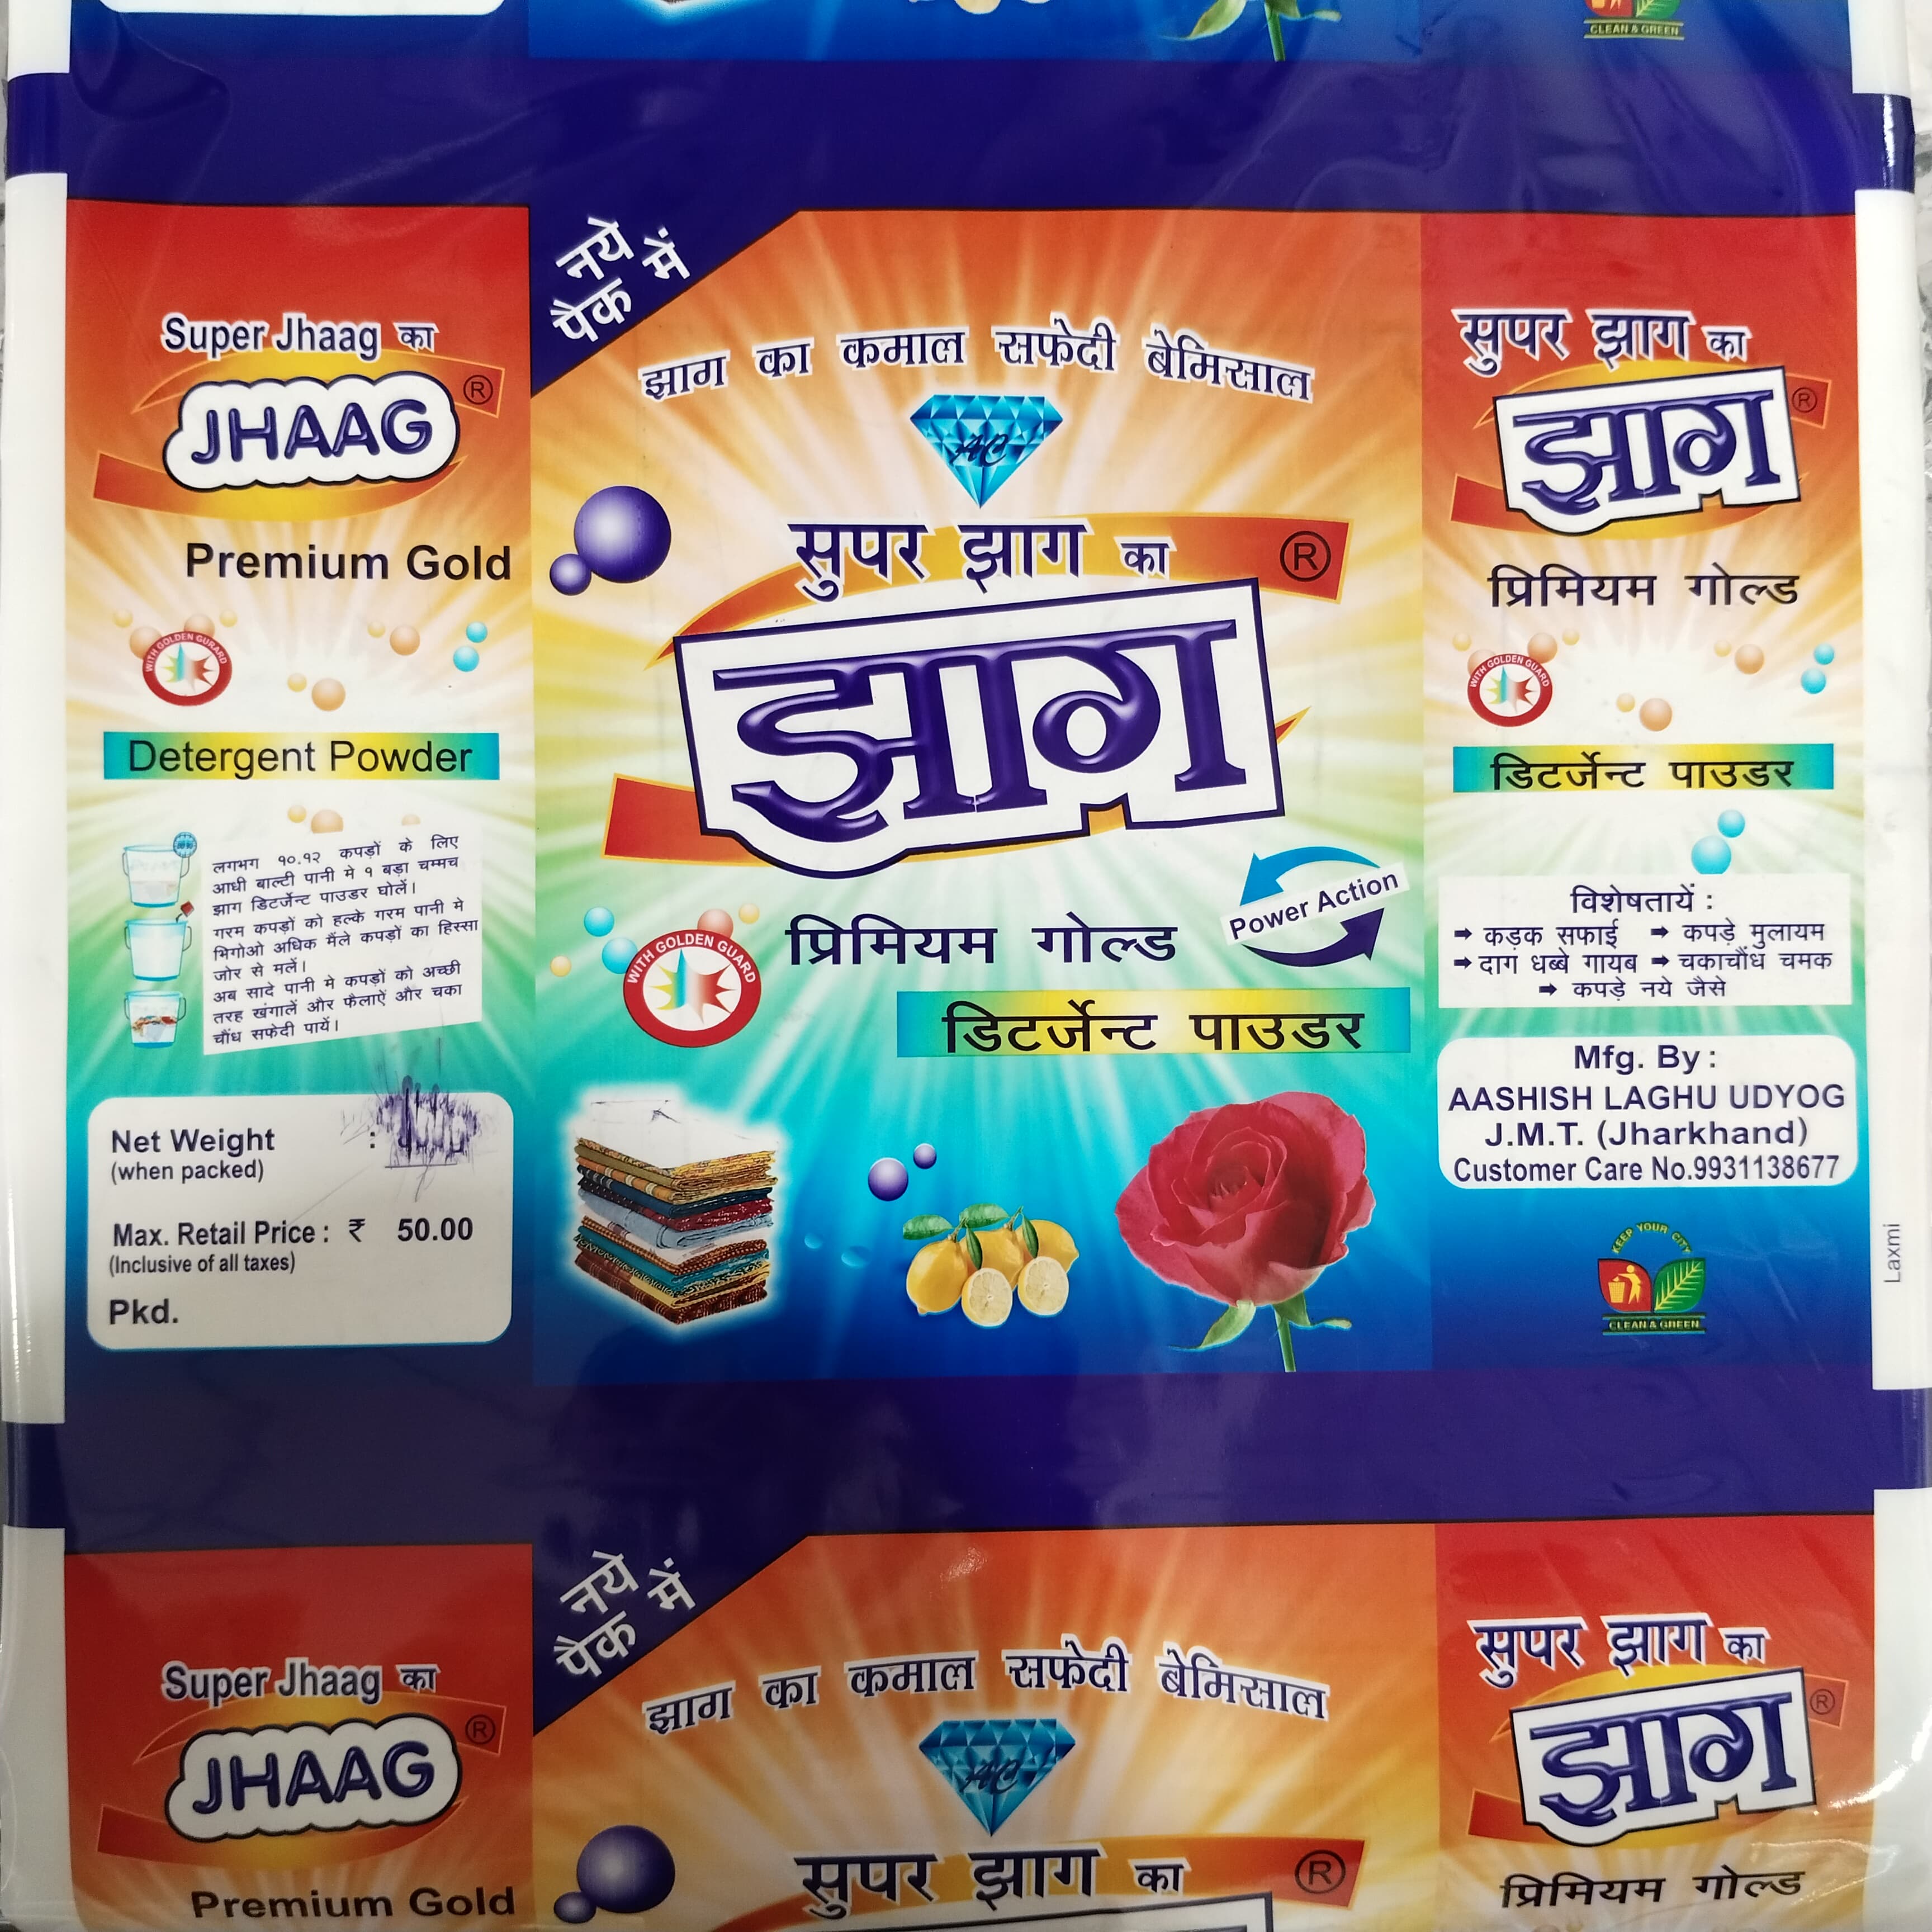 CLEAN & GREEN
नये
पैक में
Super Jhaag का
JHAAG ®
Premium Gold
WITH GOLDEN GURARD
Detergent Powder
लगभग १०.१२ कपड़ों के लिए
आधी बाल्टी पानी मे १ बड़ा चम्मच
झाग डिटर्जेन्ट पाउडर घोलें।
गरम कपड़ों को हल्के गरम पानी मे
भिगोओ अधिक मैंले कपड़ों का हिस्सा
जोर से मलें।
अब सादे पानी मे कपड़ों को अच्छी
तरह खंगालें और फैलाऐं और चका
चौंध सफेदी पायें।
Net Weight :
(when packed)
Max. Retail Price : ₹ 50.00
(Inclusive of all taxes)
Pkd.
झाग का कमाल सफेदी बेमिसाल
AC
सुपर झाग का ®
झाग
Power Action
प्रिमियम गोल्ड
WITH GOLDEN GUARD
डिटर्जेन्ट पाउडर
सुपर झाग का
झाग ®
प्रिमियम गोल्ड
WITH GOLDEN GUARD
डिटर्जेन्ट पाउडर
विशेषतायें :
➙ कड़क सफाई ➙ कपड़े मुलायम
➙ दाग धब्बे गायब ➙ चकाचौंध चमक
➙ कपड़े नये जैसे
Mfg. By :
AASHISH LAGHU UDYOG
J.M.T. (Jharkhand)
Customer Care No.9931138677
KEEP YOUR CITY
CLEAN & GREEN
Laxmi
नये
पैक में
Super Jhaag का
JHAAG ®
Premium Gold
झाग का कमाल सफेदी बेमिसाल
AC
सुपर झाग का ®
सुपर झाग का
झाग ®
प्रिमियम गोल्ड